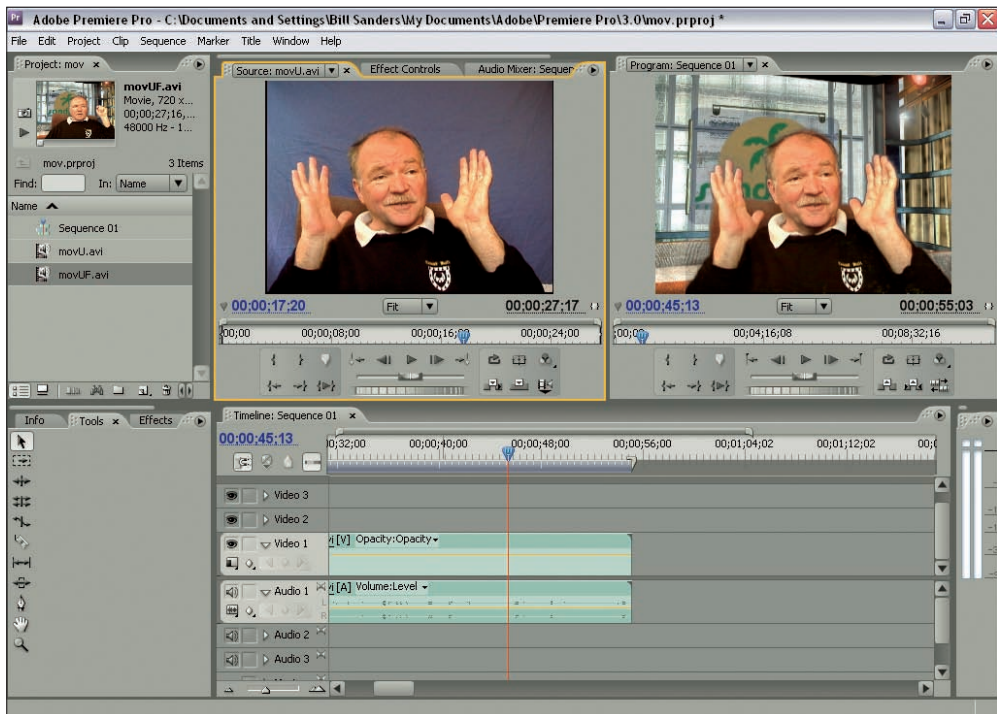 Adobe Premiere Pro - C:\Documents and Settings\Bill Sanders\My Documents\Adobe\Premiere Pro\3.0\mov.prproj *
File Edit Project Clip Sequence Marker Title Window Help
Project: mov
movUF.avi
Movie, 720 x...
00;00;27;16,...
48000 Hz - 1...
mov.prproj
3 Items
Find:
In: Name
Name
Sequence 01
movU.avi
movUF.avi
Source: movU.avi
Effect Controls
Audio Mixer: Sequen
00;00;17;20
Fit
00;00;27;17
00;00
00;00;08;00
00;00;16;00
00;00;24;00
Program: Sequence 01
00;00;45;13
Fit
00;00;55;03
00;04;16;08
00;08;32;16
Info
Tools
Effects
Timeline: Sequence 01
00;00;45;13
0;32;00
00;00;40;00
00;00;48;00
00;00;56;00
00;01;04;02
00;01;12;02
Video 3
Video 2
Video 1
[V] Opacity:Opacity
Audio 1
[A] Volume:Level
L
R
Audio 2
Audio 3